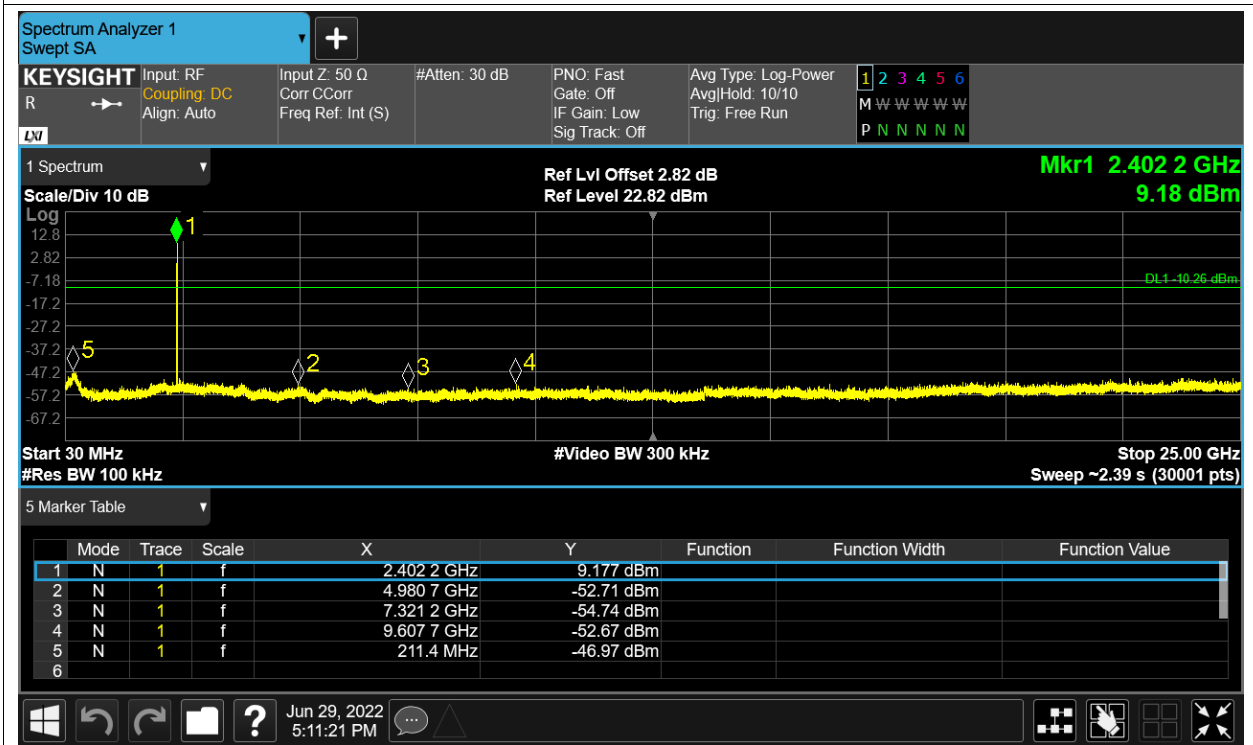 Spectrum Analyzer 1
Swept SA
+
KEYSIGHT Input: RF Input Z: 50 Ω #Atten: 30 dB PNO: Fast Avg Type: Log-Power 1 2 3 4 5 6
R Coupling: DC Corr CCorr Gate: Off Avg|Hold: 10/10 M W W W W W
Align: Auto Freq Ref: Int (S) IF Gain: Low Trig: Free Run
LXI Sig Track: Off P N N N N N
1 Spectrum Ref Lvl Offset 2.82 dB Mkr1 2.402 2 GHz
Scale/Div 10 dB Ref Level 22.82 dBm 9.18 dBm
Log
1
12.8
2.82
-7.18 DL1 -10.26 dBm
-17.2
-27.2
-37.2 5
2 3 4
-47.2
-57.2
-67.2
Start 30 MHz #Video BW 300 kHz Stop 25.00 GHz
#Res BW 100 kHz Sweep ~2.39 s (30001 pts)
5 Marker Table
Mode Trace Scale X Y Function Function Width Function Value
1 N 1 f 2.402 2 GHz 9.177 dBm
2 N 1 f 4.980 7 GHz -52.71 dBm
3 N 1 f 7.321 2 GHz -54.74 dBm
4 N 1 f 9.607 7 GHz -52.67 dBm
5 N 1 f 211.4 MHz -46.97 dBm
6
? Jun 29, 2022
5:11:21 PM